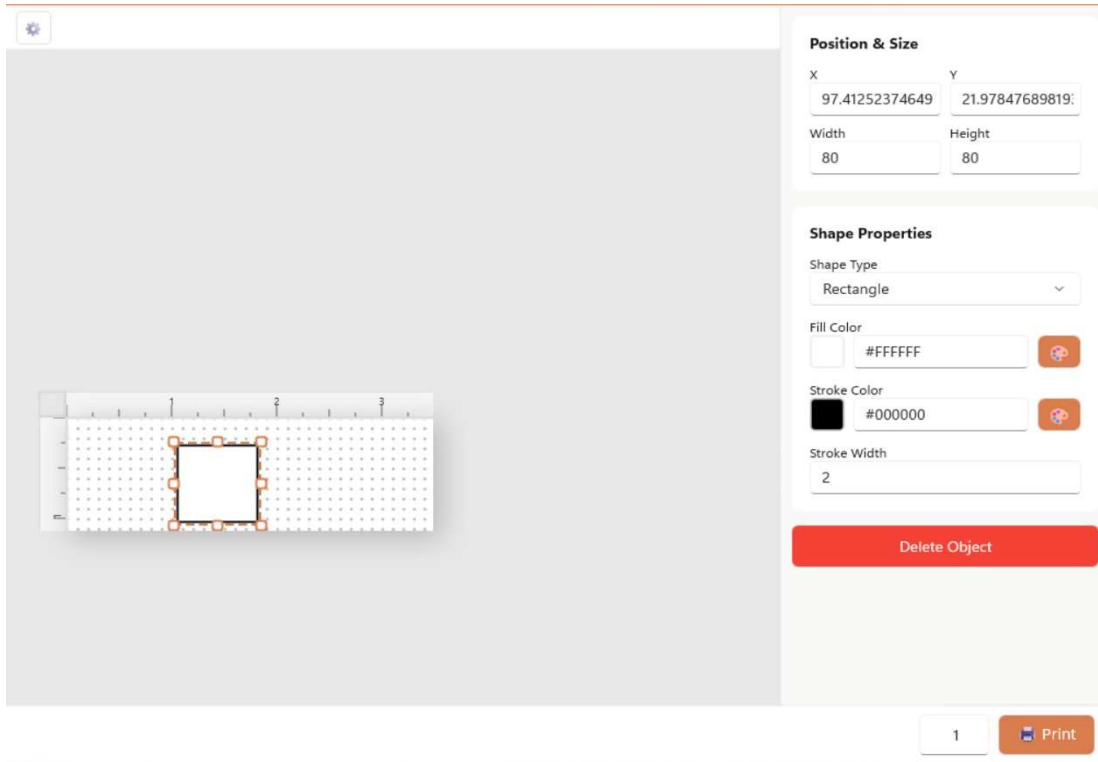 Position & Size
X Y
97.41252374649 21.97847689819
Width Height
80 80
Shape Properties
Shape Type
Rectangle
Fill Color
#FFFFFF
Stroke Color
#000000
Stroke Width
2
1 2 3
1
Delete Object
1 Print